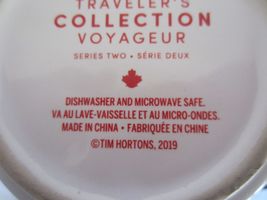 TRAVELER'S
COLLECTION
VOYAGEUR
SERIES TWO • SÉRIE DEUX
DISHWASHER AND MICROWAVE SAFE.
VA AU LAVE-VAISSELLE ET AU MICRO-ONDES.
MADE IN CHINA • FABRIQUÉE EN CHINE
©TIM HORTONS, 2019